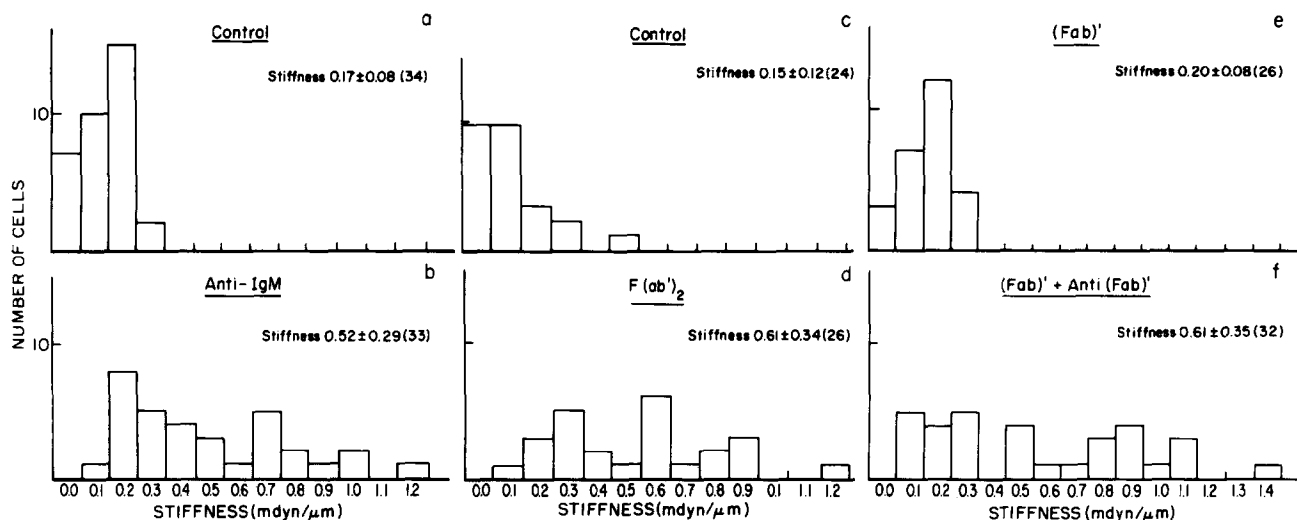 a
Control
Stiffness 0.17±0.08 (34)
c
Control
Stiffness 0.15±0.12 (24)
e
(Fab)'
Stiffness 0.20±0.08 (26)
10
NUMBER OF CELLS
b
Anti-IgM
Stiffness 0.52±0.29 (33)
d
F(ab')2
Stiffness 0.61±0.34 (26)
f
(Fab)' + Anti (Fab)'
Stiffness 0.61±0.35 (32)
10
0.0 0.1 0.2 0.3 0.4 0.5 0.6 0.7 0.8 0.9 1.0 1.1 1.2
0.0 0.1 0.2 0.3 0.4 0.5 0.6 0.7 0.8 0.9 0.1 1.1 1.2
0.0 0.1 0.2 0.3 0.4 0.5 0.6 0.7 0.8 0.9 1.0 1.1 1.2 1.3 1.4
STIFFNESS (mdyn/μm)
STIFFNESS (mdyn/μm)
STIFFNESS (mdyn/μm)